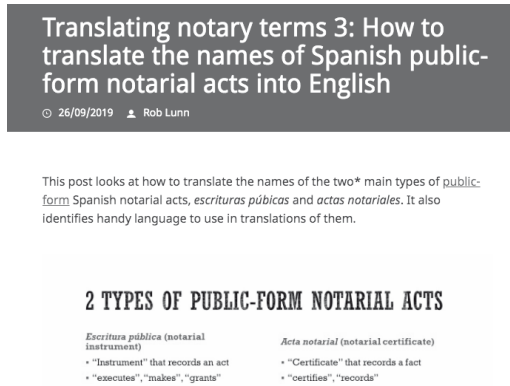 Translating notary terms 3: How to
translate the names of Spanish public-
form notarial acts into English
26/09/2019 Rob Lunn
This post looks at how to translate the names of the two* main types of public-
form Spanish notarial acts, escrituras púbicas and actas notariales. It also
identifies handy language to use in translations of them.
2 TYPES OF PUBLIC-FORM NOTARIAL ACTS
Escritura pública (notarial
instrument)
• "Instrument" that records an act
• "executes", "makes", "grants"
Acta notarial (notarial certificate)
• "Certificate" that records a fact
• "certifies", "records"